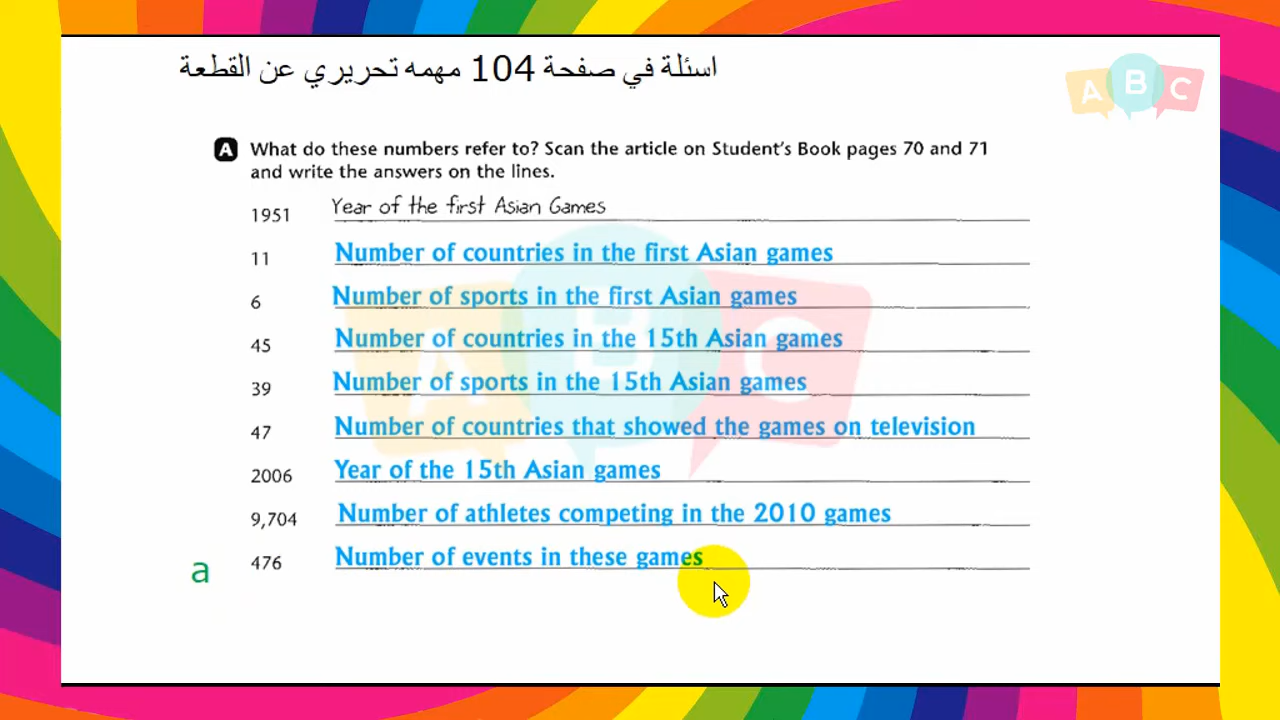 اسئلة في صفحة 104 مهمه تحريري عن القطعة
A B C
A What do these numbers refer to? Scan the article on Student's Book pages 70 and 71
and write the answers on the lines.
1951 Year of the first Asian Games
11 Number of countries in the first Asian games
6 Number of sports in the first Asian games
45 Number of countries in the 15th Asian games
39 Number of sports in the 15th Asian games
47 Number of countries that showed the games on television
2006 Year of the 15th Asian games
9,704 Number of athletes competing in the 2010 games
a 476 Number of events in these games